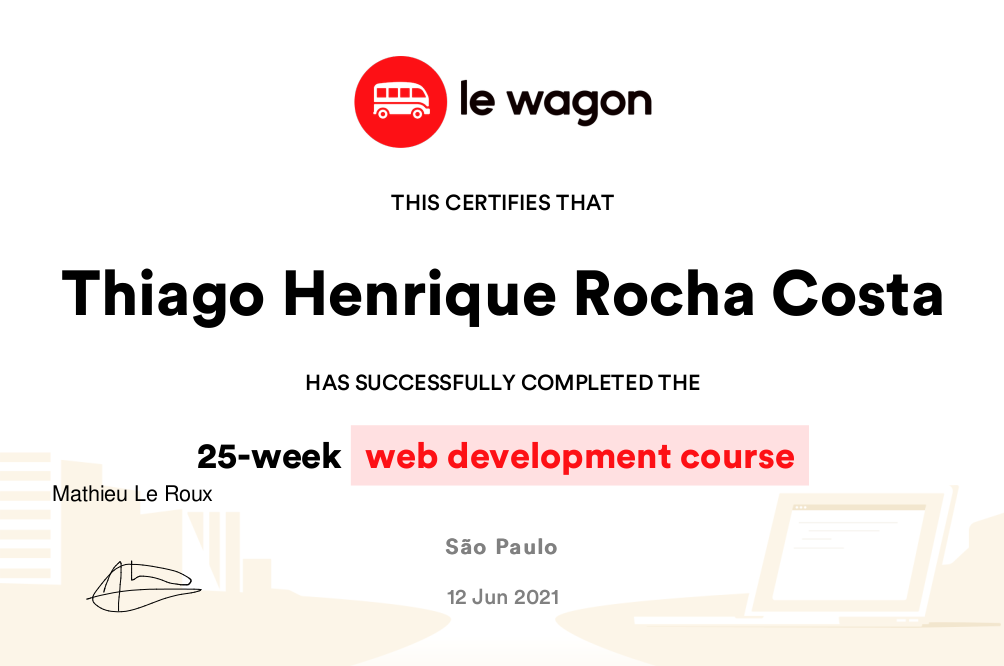 le wagon
THIS CERTIFIES THAT
Thiago Henrique Rocha Costa
HAS SUCCESSFULLY COMPLETED THE
25-week web development course
Mathieu Le Roux
São Paulo
12 Jun 2021